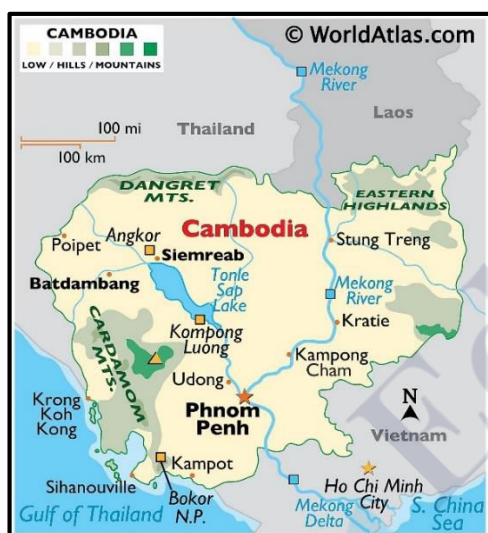 CAMBODIA
LOW / HILLS / MOUNTAINS
© WorldAtlas.com
Mekong
River
Laos
100 mi
100 km
Thailand
DANGRET
MTS.
EASTERN
HIGHLANDS
Cambodia
Angkor
Poipet
Siemreab
Stung Treng
Batdambang
Tonle
Sap
Lake
Mekong
River
Kompong
Luong
Kratie
CARDAMOM
MTS.
Kampong
Cham
Udong
Phnom
Penh
N
Krong
Koh
Kong
Vietnam
Kampot
Ho Chi Minh
City
Sihanouville
Bokor
N.P.
Gulf of Thailand
Mekong
Delta
S. China
Sea